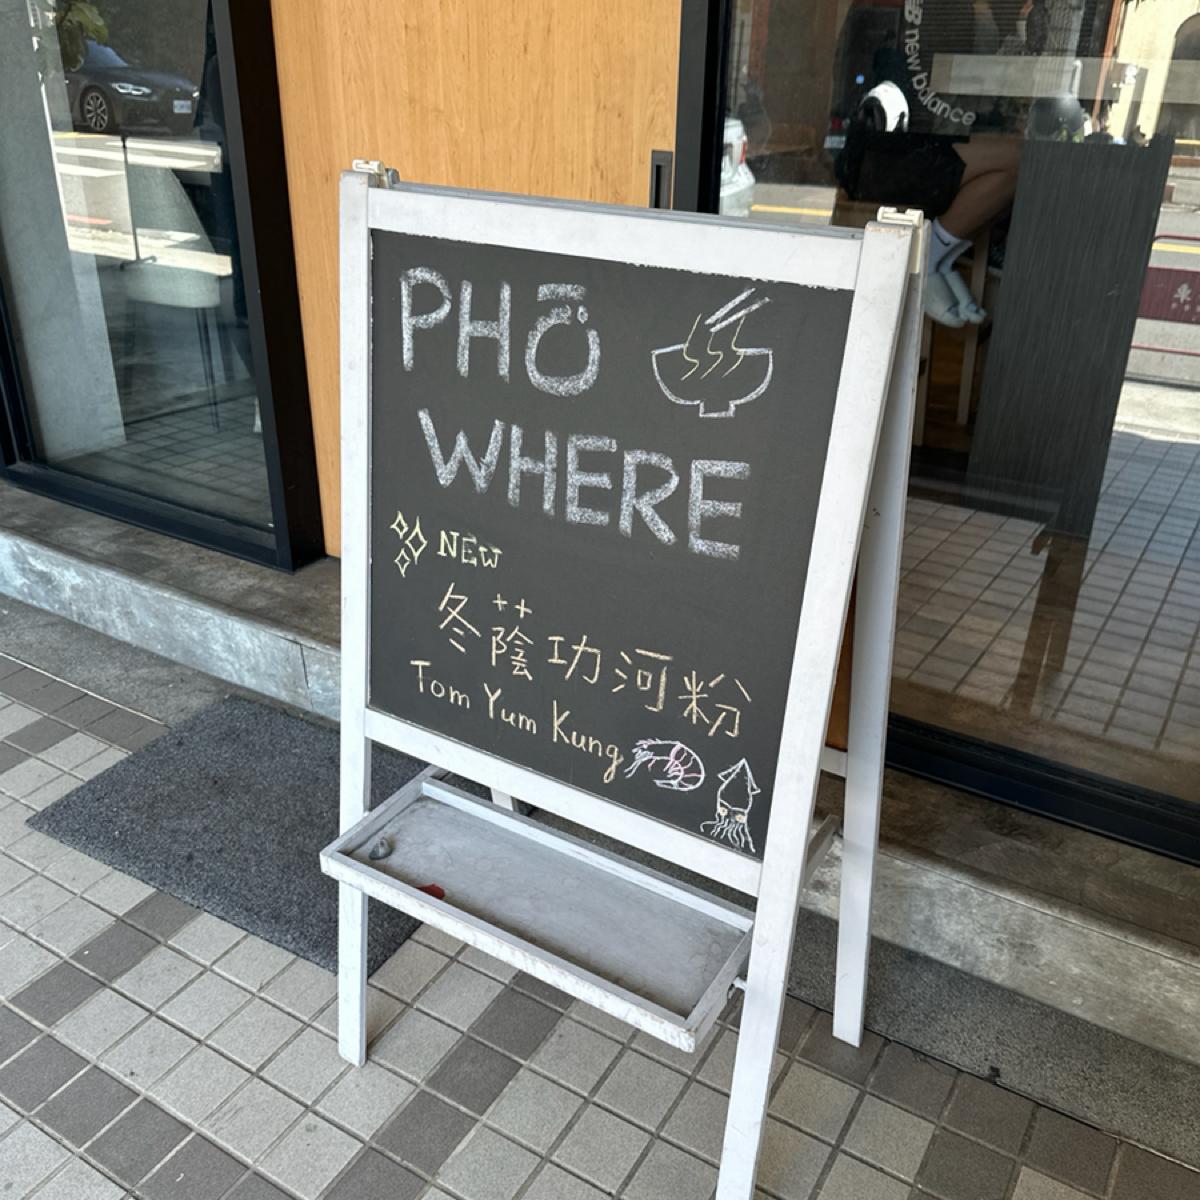 PHỞ
WHERE
NEW
冬蔭功河粉
Tom Yum Kung
new balance